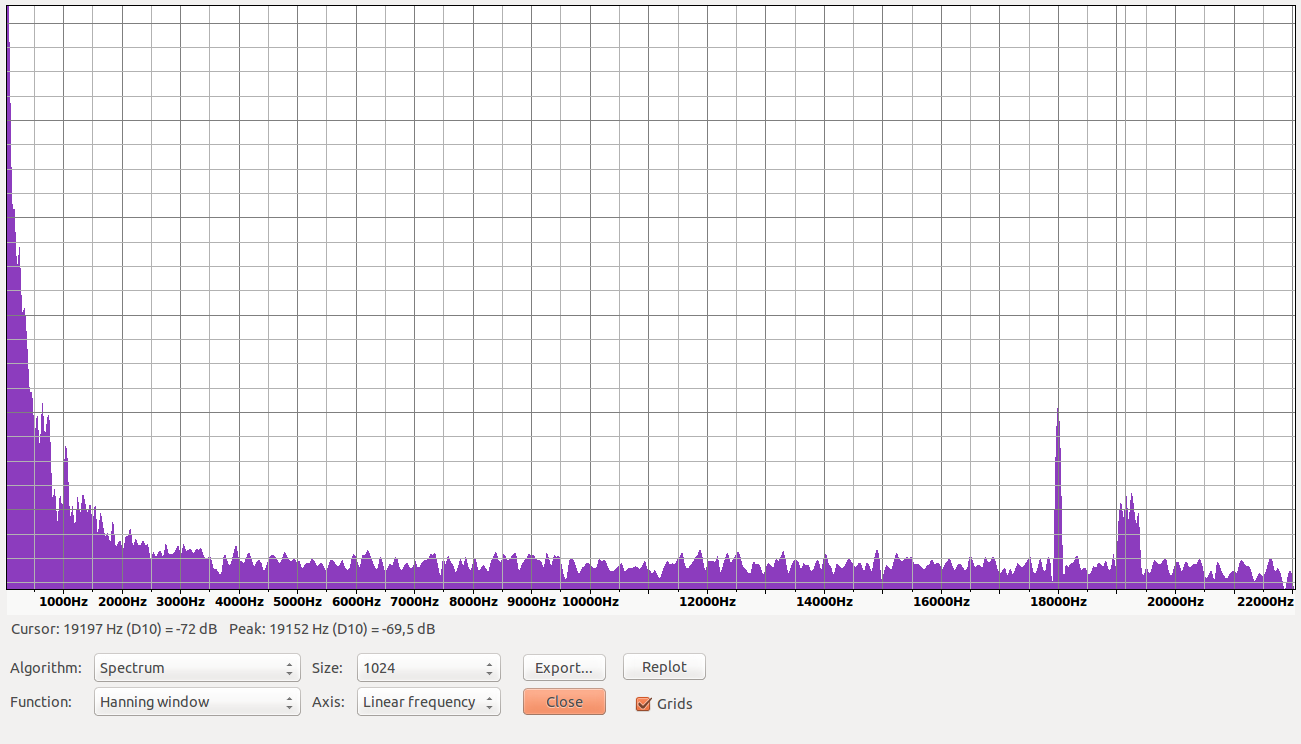 1000Hz 2000Hz 3000Hz 4000Hz 5000Hz 6000Hz 7000Hz 8000Hz 9000Hz 10000Hz 12000Hz 14000Hz 16000Hz 18000Hz 20000Hz 22000Hz
Cursor: 19197 Hz (D10) = -72 dB Peak: 19152 Hz (D10) = -69,5 dB
Algorithm: Spectrum Size: 1024 Export... Replot
Function: Hanning window Axis: Linear frequency Close Grids